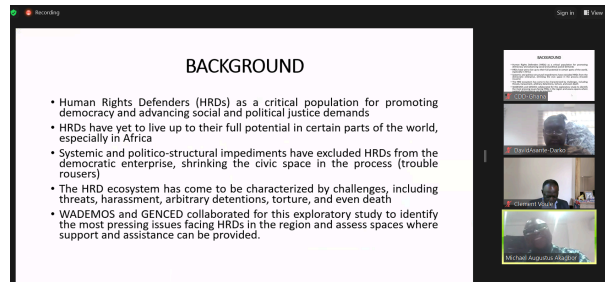 Recording
Sign in
View
BACKGROUND
• Human Rights Defenders (HRDs) as a critical population for promoting
democracy and advancing social and political justice demands
• HRDs have yet to live up to their full potential in certain parts of the world,
especially in Africa
• Systemic and politico-structural impediments have excluded HRDs from the
democratic enterprise, shrinking the civic space in the process (trouble
rousers)
• The HRD ecosystem has come to be characterized by challenges, including
threats, harassment, arbitrary detentions, torture, and even death
• WADEMOS and GENCED collaborated for this exploratory study to identify
the most pressing issues facing HRDs in the region and assess spaces where
support and assistance can be provided.
BACKGROUND
CDD-Ghana
DavidAsante-Darko
Clement Voule
Michael Augustus Akagbor